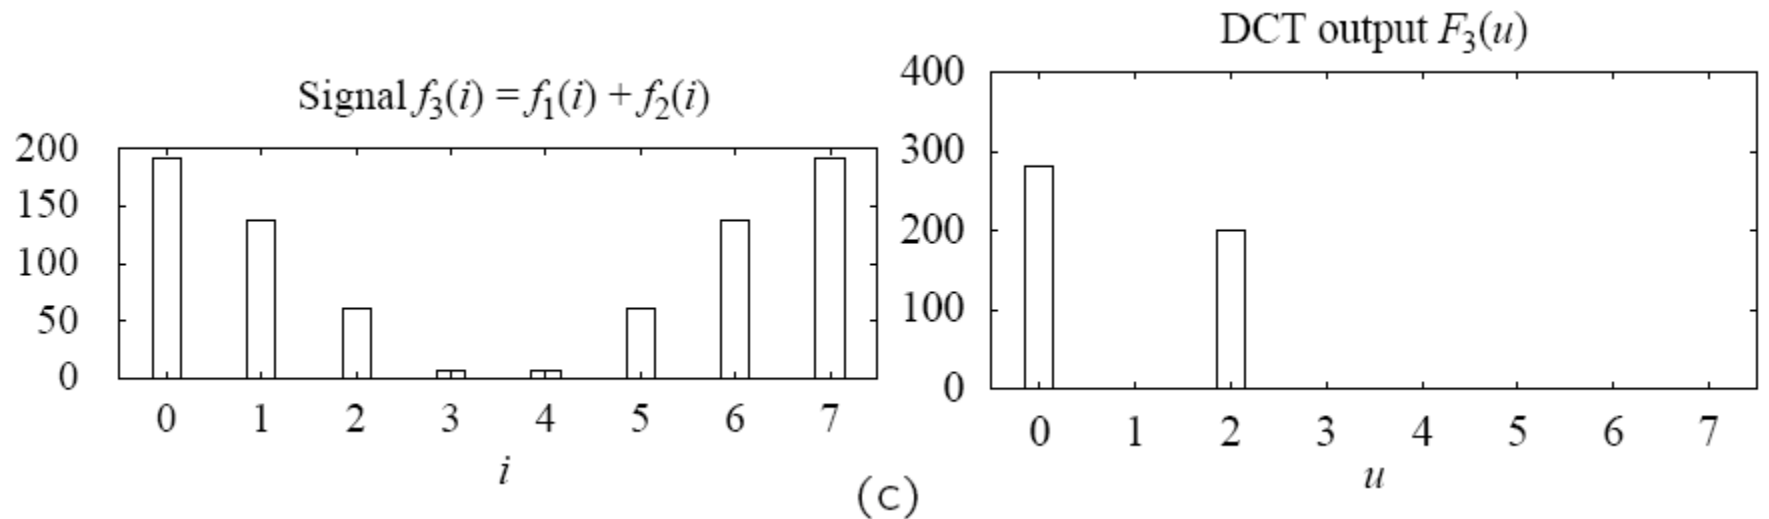 Signal f₃(i) = f₁(i) + f₂(i)
200
150
100
50
0
0 1 2 3 4 5 6 7
i
DCT output F₃(u)
400
300
200
100
0
0 1 2 3 4 5 6 7
u
(c)